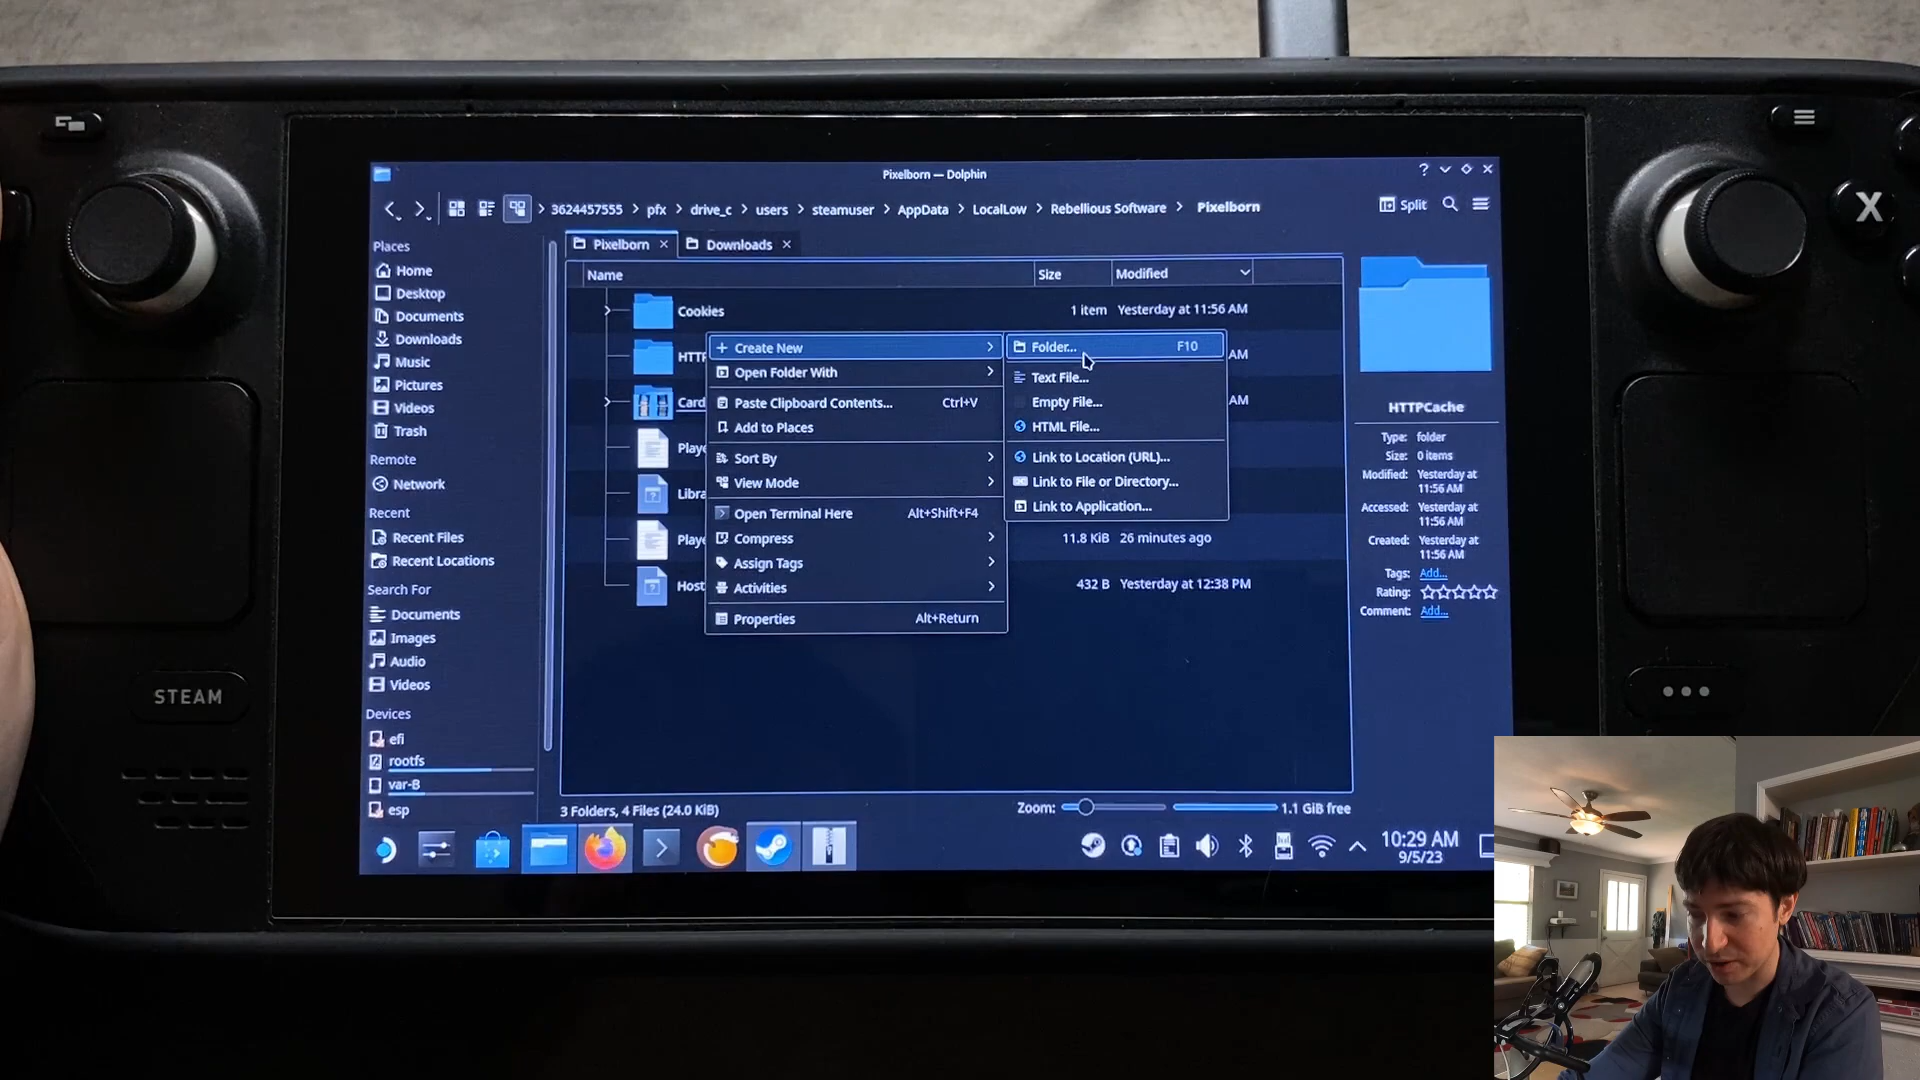 Pixelborn — Dolphin
3624457555 > pfx > drive_c > users > steamuser > AppData > LocalLow > Rebellious Software > Pixelborn
Split
X
Places
Home
Desktop
Documents
Downloads
Music
Pictures
Videos
Trash
Remote
Network
Recent
Recent Files
Recent Locations
Search For
Documents
Images
Audio
Videos
Devices
efi
rootfs
var-B
esp
Pixelborn
Downloads
Name Size Modified
Cookies 1 item Yesterday at 11:56 AM
HTTP AM
Card AM
Playe
Libra
Playe 11.8 KiB 26 minutes ago
Host 432 B Yesterday at 12:38 PM
Create New
Open Folder With
Paste Clipboard Contents... Ctrl+V
Add to Places
Sort By
View Mode
Open Terminal Here Alt+Shift+F4
Compress
Assign Tags
Activities
Properties Alt+Return
Folder... F10
Text File...
Empty File...
HTML File...
Link to Location (URL)...
Link to File or Directory...
Link to Application...
HTTPCache
Type: folder
Size: 0 items
Modified: Yesterday at
11:56 AM
Accessed: Yesterday at
11:56 AM
Created: Yesterday at
11:56 AM
Tags: Add...
Rating:
Comment: Add...
3 Folders, 4 Files (24.0 KiB)
Zoom:
1.1 GiB free
10:29 AM
9/5/23
STEAM